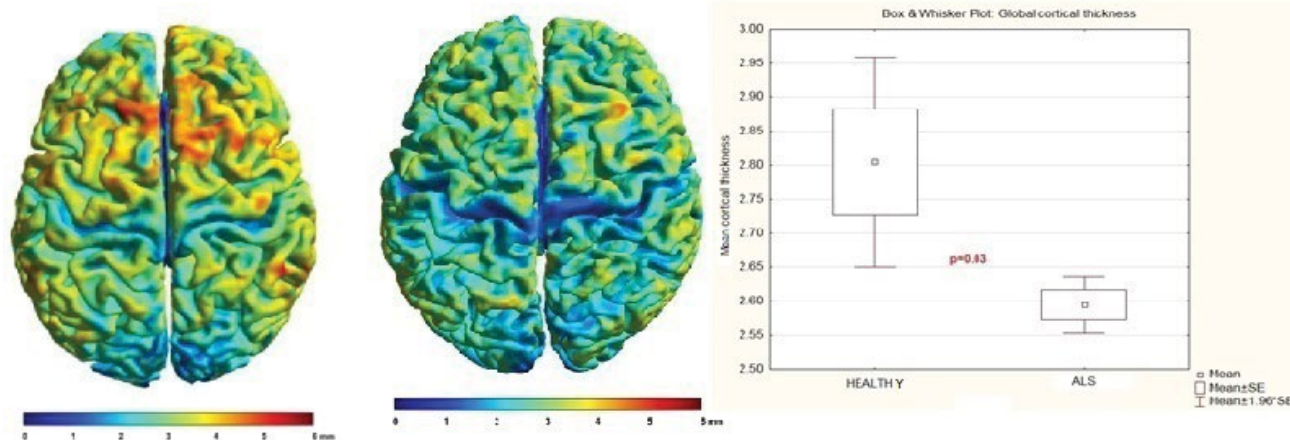 Box & Whisker Plot: Global cortical thickness
3.00
2.95
2.90
2.85
2.80
2.75
2.70
2.65
2.60
2.55
2.50
Mean cortical thickness
p=0.03
HEALTHY
ALS
Mean
Mean±SE
Mean±1.96*SE
0 1 2 3 4 5 6 mm
0 1 2 3 4 5 6 mm